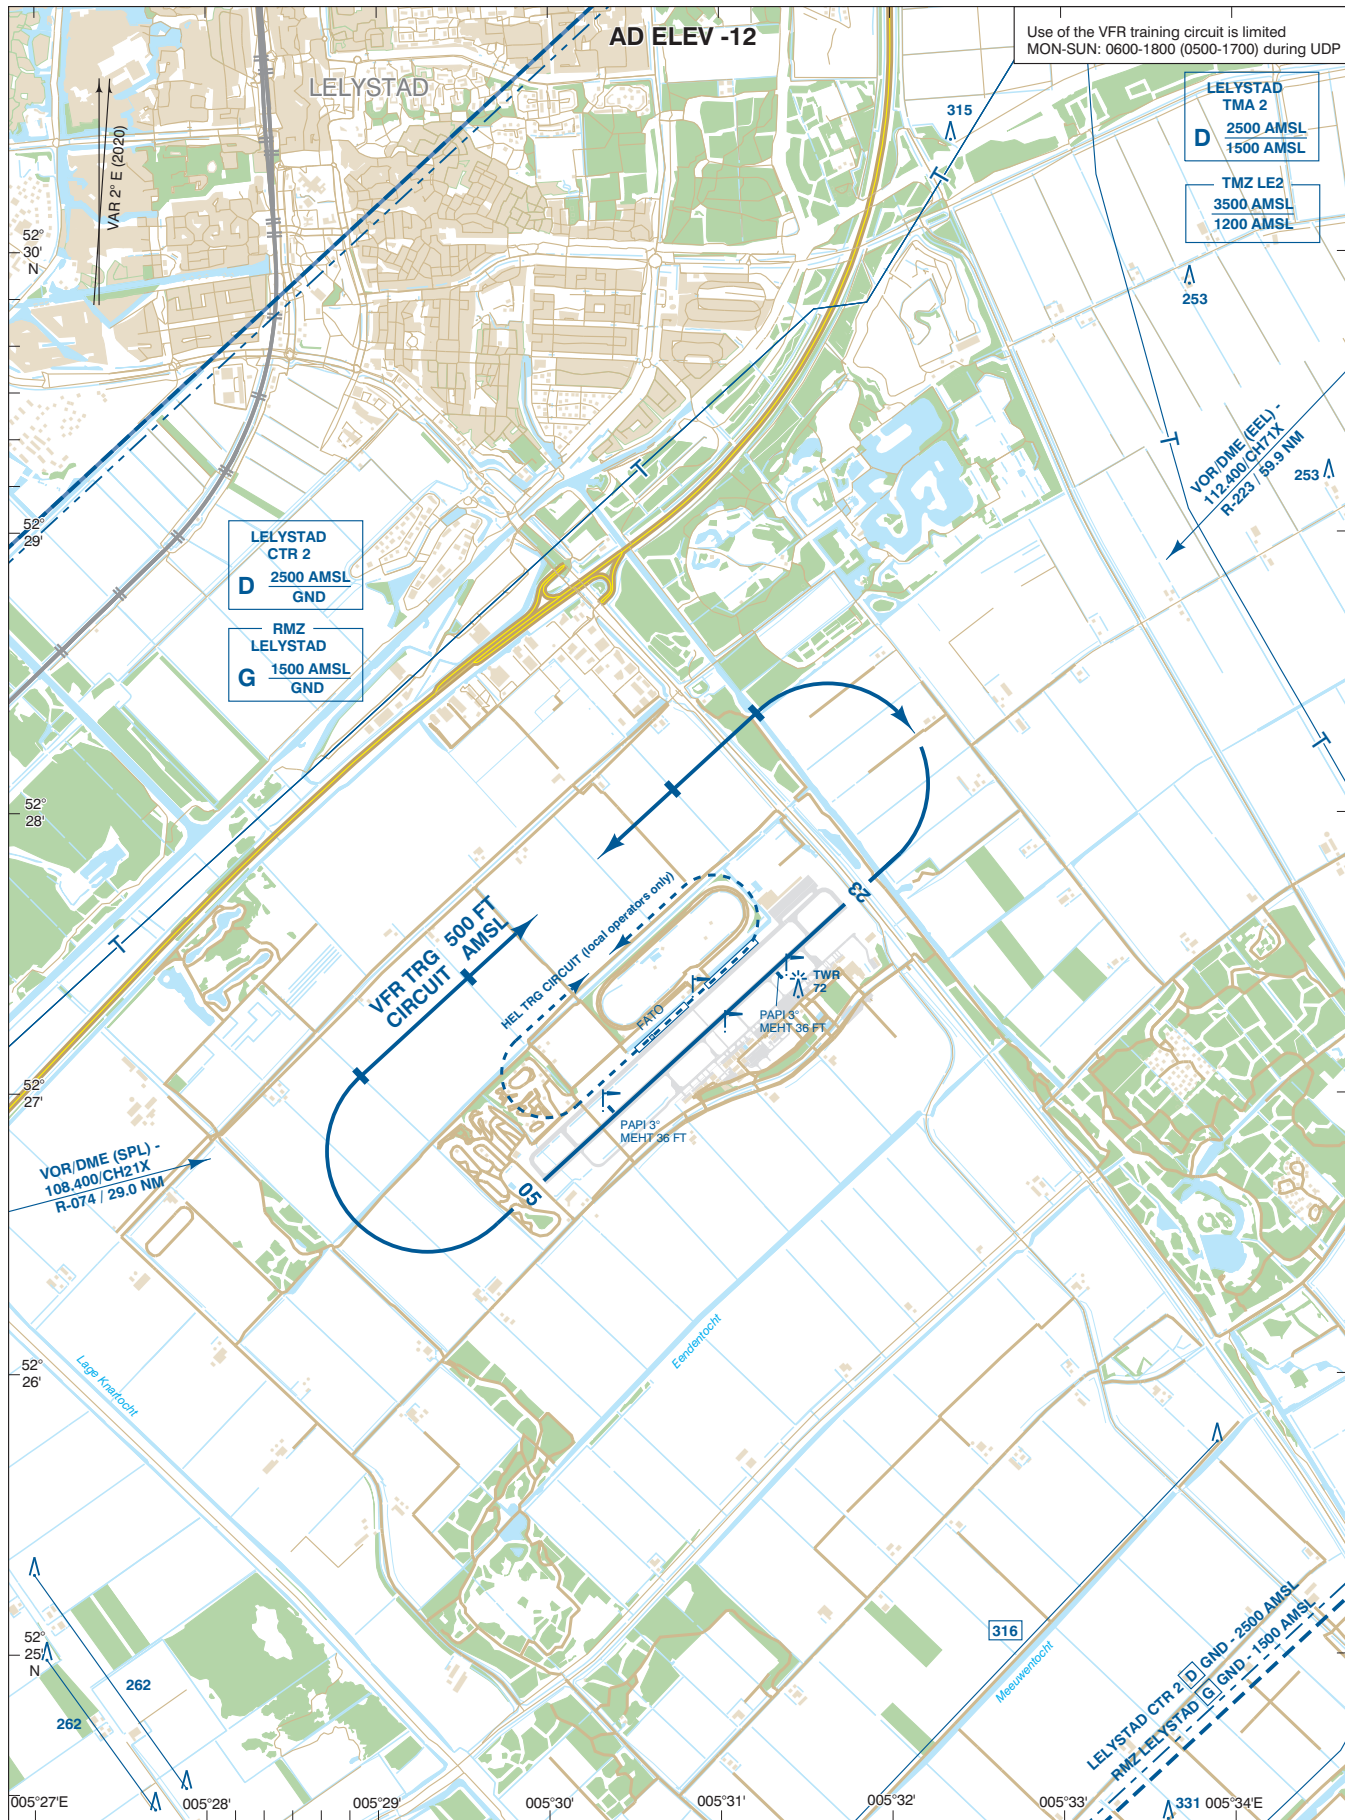 AD ELEV -12
Use of the VFR training circuit is limited
MON-SUN: 0600-1800 (0500-1700) during UDP
LELYSTAD
VAR 2° E (2020)
315
LELYSTAD
TMA 2
D
2500 AMSL
1500 AMSL
TMZ LE2
3500 AMSL
1200 AMSL
52°
30'
N
253
VOR/DME (EEL) -
112.400/CH71X
R-223 / 59.9 NM
253
52°
29'
LELYSTAD
CTR 2
D
2500 AMSL
GND
RMZ
LELYSTAD
G
1500 AMSL
GND
52°
28'
23
VFR TRG
CIRCUIT
500 FT
AMSL
HEL TRG CIRCUIT (local operators only)
FATO
TWR
72
PAPI 3°
MEHT 36 FT
52°
27'
PAPI 3°
MEHT 36 FT
VOR/DME (SPL) -
108.400/CH21X
R-074 / 29.0 NM
05
Eendentocht
Lage Knartocht
52°
26'
316
Meeuwentocht
52°
25'
N
262
262
LELYSTAD CTR 2 D GND - 2500 AMSL
RMZ LELYSTAD G GND - 1500 AMSL
331
005°27'E
005°28'
005°29'
005°30'
005°31'
005°32'
005°33'
005°34'E